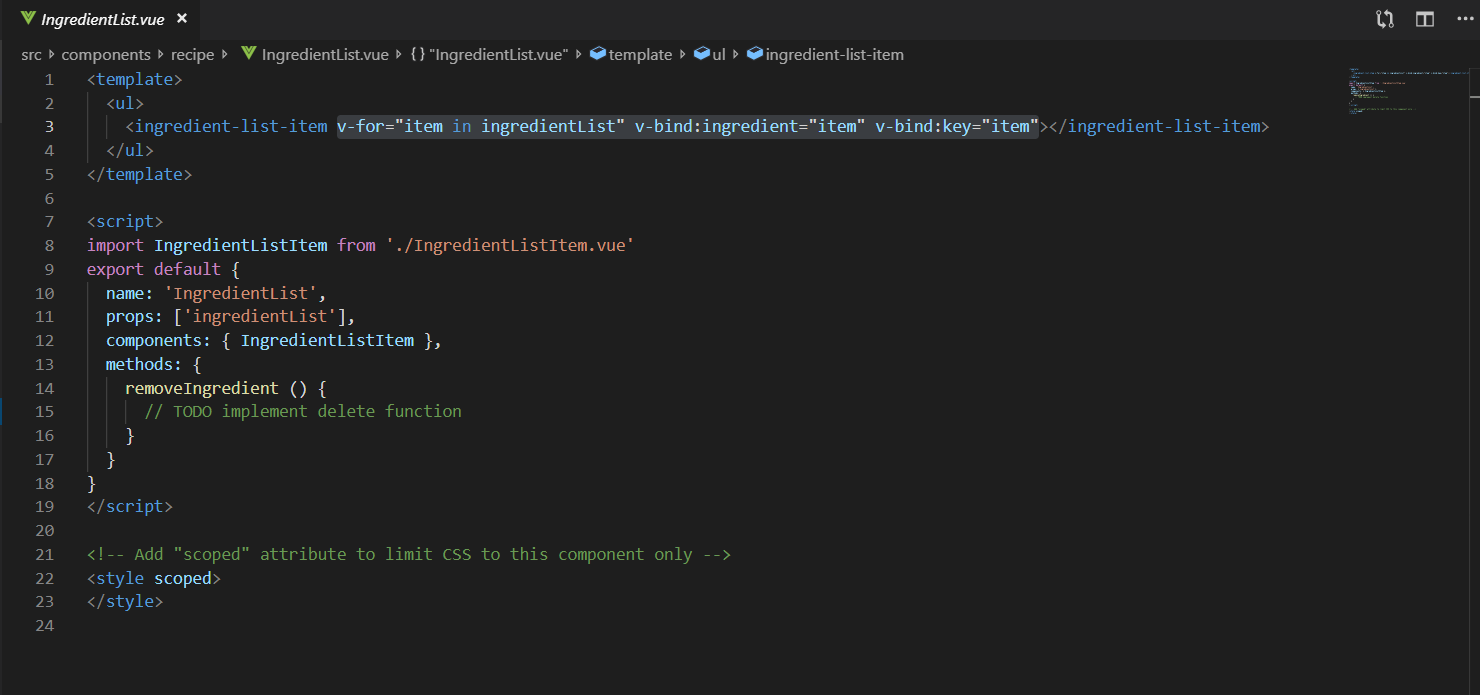 IngredientList.vue ×
src › components › recipe › IngredientList.vue › {} "IngredientList.vue" › template › ul › ingredient-list-item
1 <template>
2   <ul>
3     <ingredient-list-item v-for="item in ingredientList" v-bind:ingredient="item" v-bind:key="item"></ingredient-list-item>
4   </ul>
5 </template>
6
7 <script>
8 import IngredientListItem from './IngredientListItem.vue'
9 export default {
10   name: 'IngredientList',
11   props: ['ingredientList'],
12   components: { IngredientListItem },
13   methods: {
14     removeIngredient () {
15       // TODO implement delete function
16     }
17   }
18 }
19 </script>
20
21 <!-- Add "scoped" attribute to limit CSS to this component only -->
22 <style scoped>
23 </style>
24